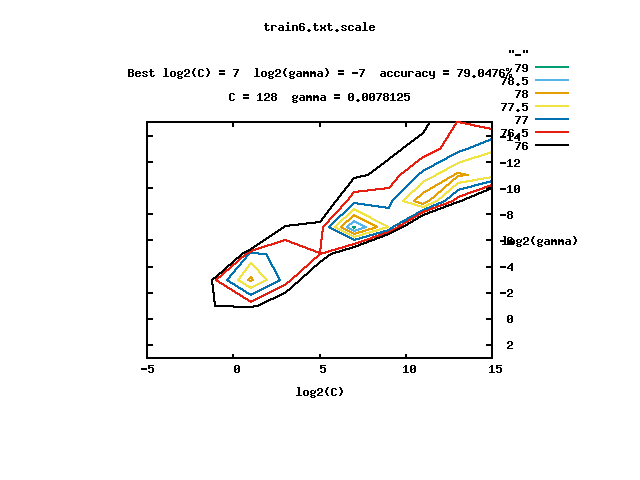 train6.txt.scale
"-"
Best log2(C) = 7  log2(gamma) = -7  accuracy = 79.0476%
C = 128  gamma = 0.0078125
79
78.5
78
77.5
77
76.5
76
-14
-12
-10
-8
-6
log2(gamma)
-4
-2
0
2
-5 0 5 10 15
log2(C)